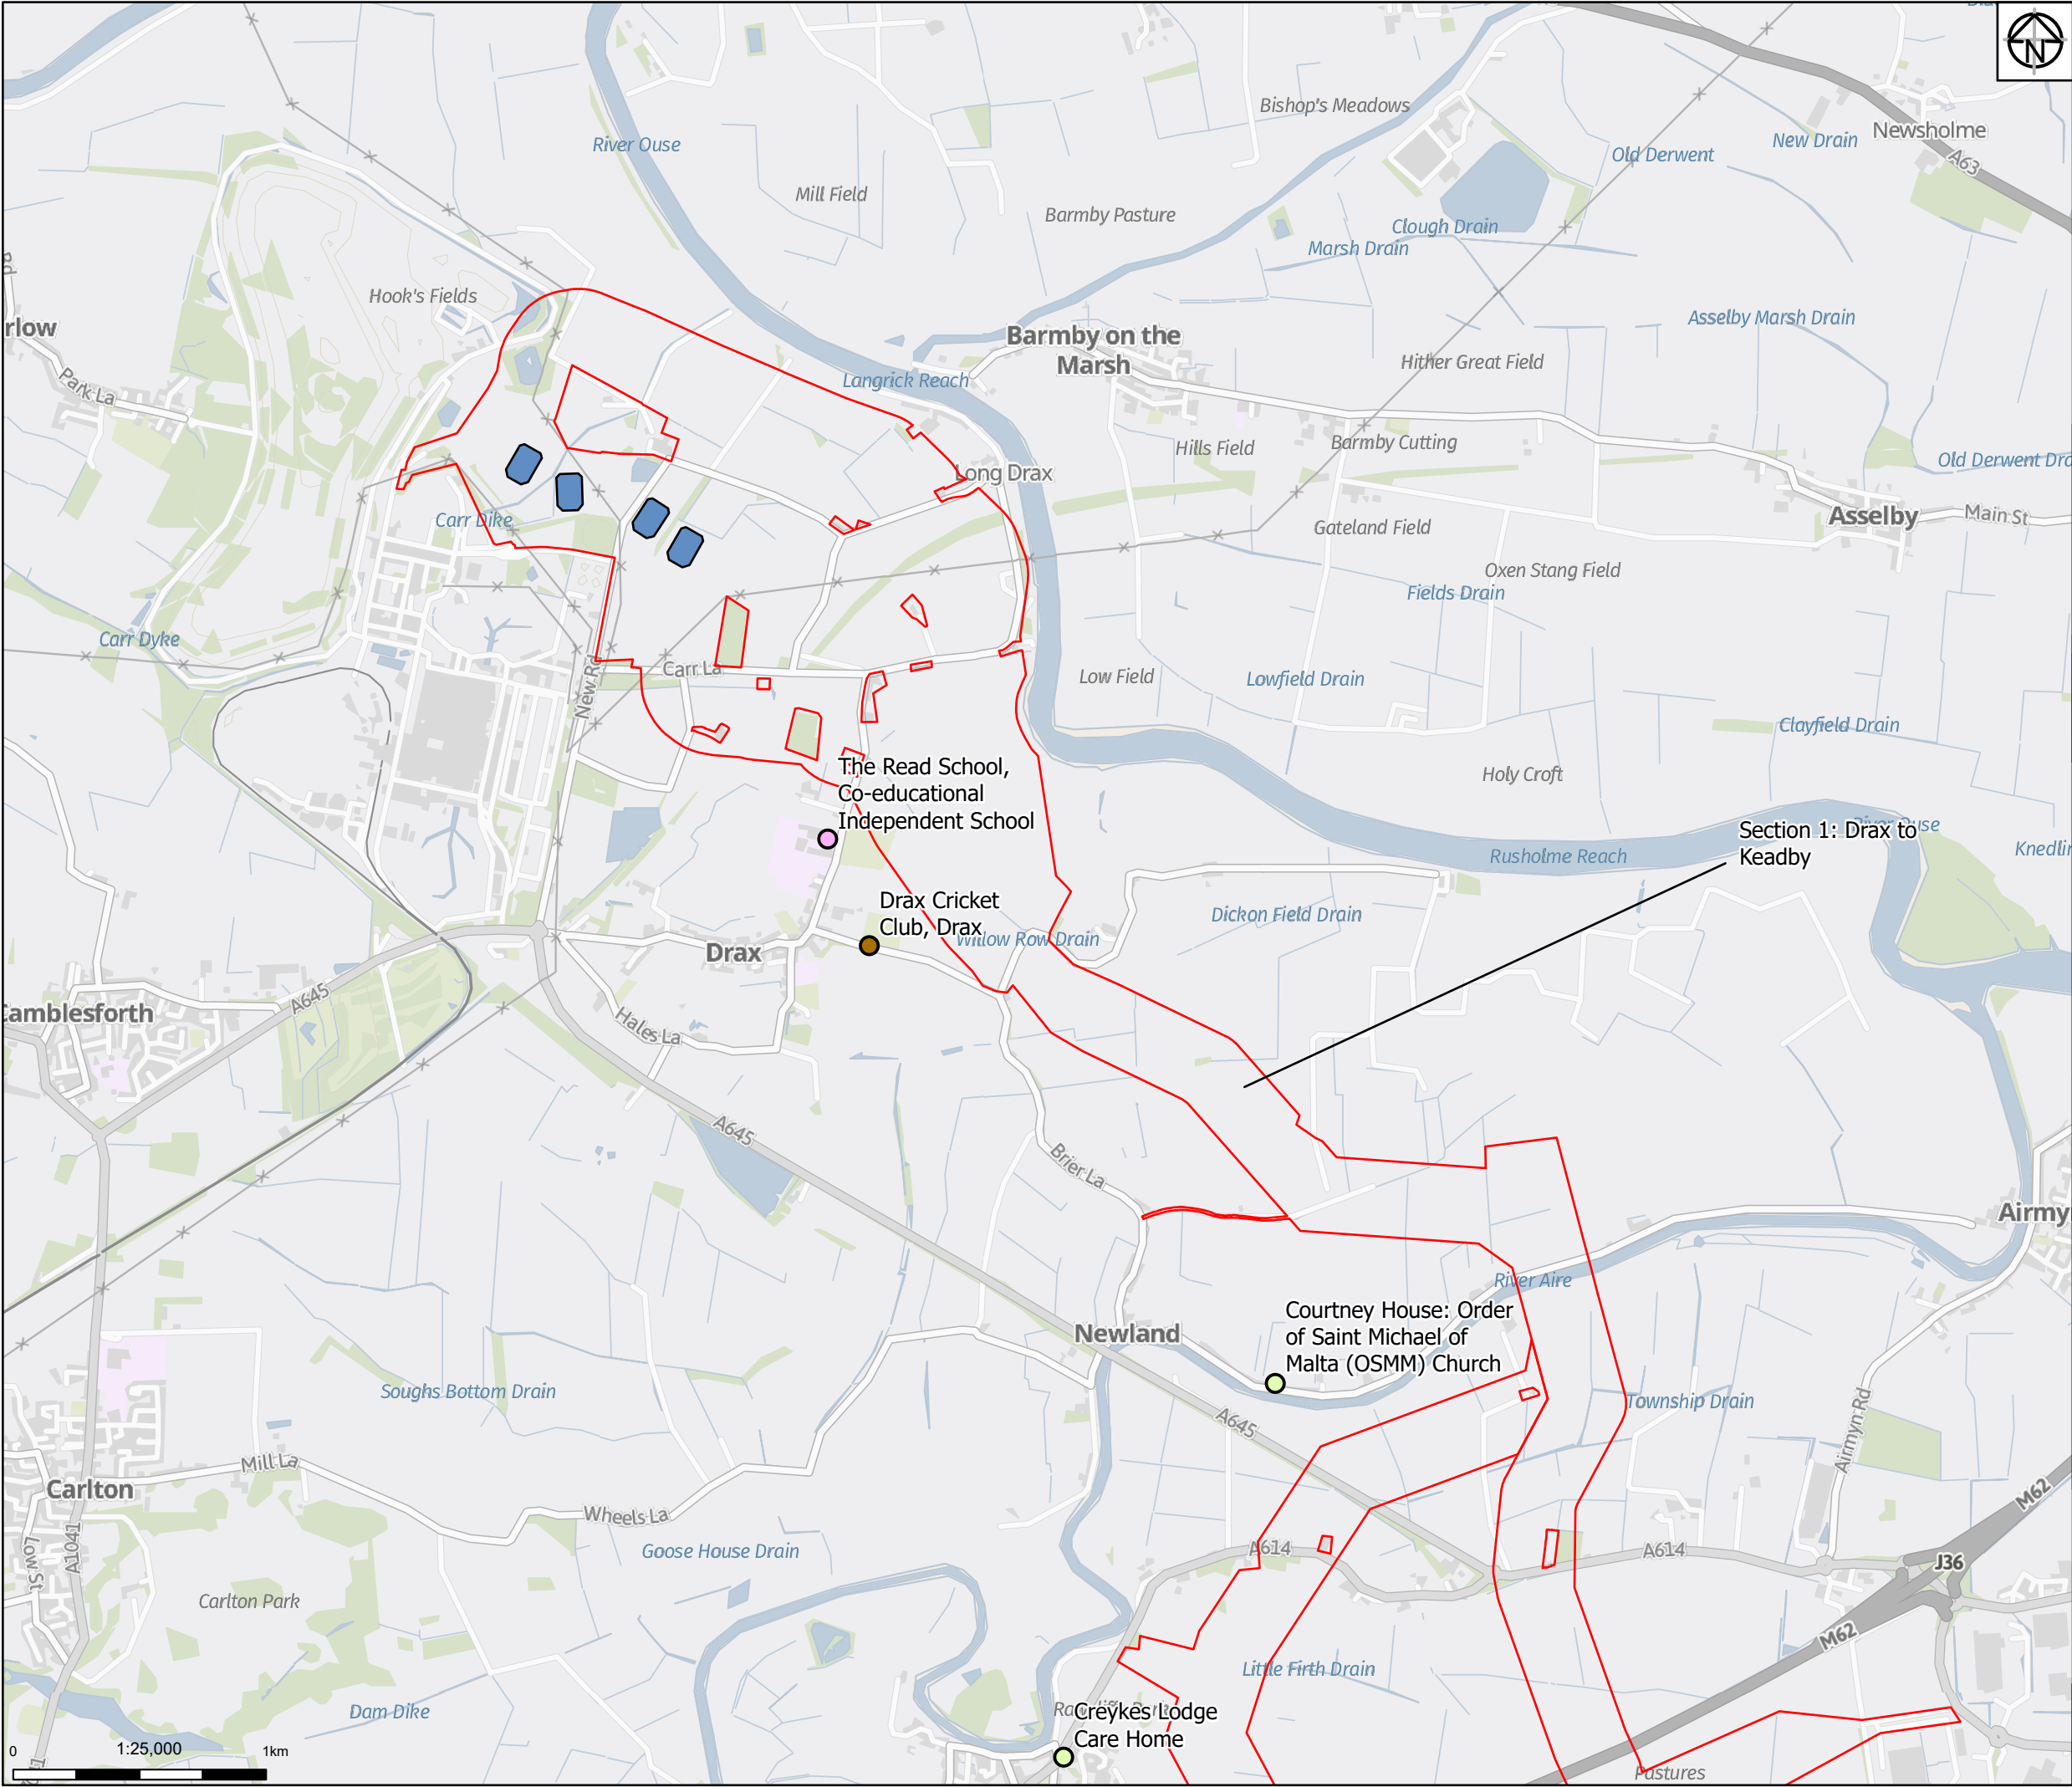 N
Bishop's Meadows
Newsholme
A63
River Ouse
Old Derwent
New Drain
Mill Field
Barmby Pasture
Clough Drain
Marsh Drain
Hook's Fields
rlow
Park La
Barmby on the
Marsh
Asselby Marsh Drain
Hither Great Field
Langrick Reach
Hills Field
Barmby Cutting
Old Derwent Dra
Long Drax
Carr Dike
Gateland Field
Asselby
Main St
Oxen Stang Field
Fields Drain
Carr Dyke
Carr La
New Rd
Low Field
Lowfield Drain
Clayfield Drain
The Read School,
Co-educational
Independent School
Holy Croft
River Ouse
Section 1: Drax to
Keadby
Rusholme Reach
Knedlin
Drax Cricket
Club, Drax
Dickon Field Drain
Willow Row Drain
Drax
A645
Camblesforth
Hales La
A645
Brier La
Airmy
River Aire
Courtney House: Order
of Saint Michael of
Malta (OSMM) Church
Newland
Soughs Bottom Drain
Township Drain
A645
Airmyn Rd
Mill La
Carlton
Wheels La
M62
A1041
Low St
Goose House Drain
A614
A614
J36
Carlton Park
M62
Little Firth Drain
Dam Dike
Creykes Lodge
Care Home
Pastures
0
1:25,000
1km